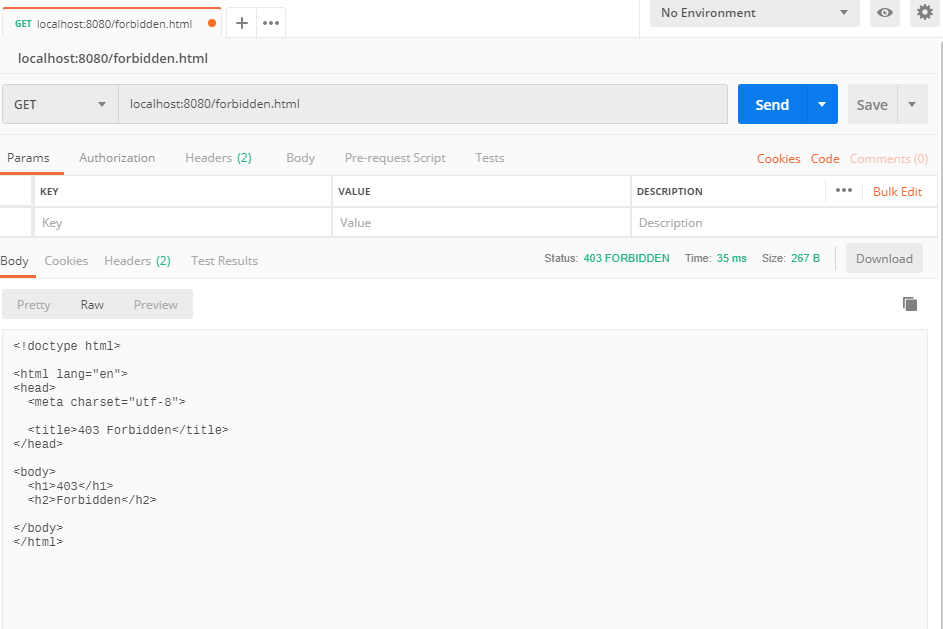 GET localhost:8080/forbidden.html + ••• No Environment
localhost:8080/forbidden.html
GET localhost:8080/forbidden.html Send Save
Params Authorization Headers (2) Body Pre-request Script Tests Cookies Code Comments (0)
KEY VALUE DESCRIPTION ••• Bulk Edit
Key Value Description
Body Cookies Headers (2) Test Results Status: 403 FORBIDDEN Time: 35 ms Size: 267 B Download
Pretty Raw Preview
<!doctype html>
<html lang="en">
<head>
<meta charset="utf-8">
<title>403 Forbidden</title>
</head>
<body>
<h1>403</h1>
<h2>Forbidden</h2>
</body>
</html>